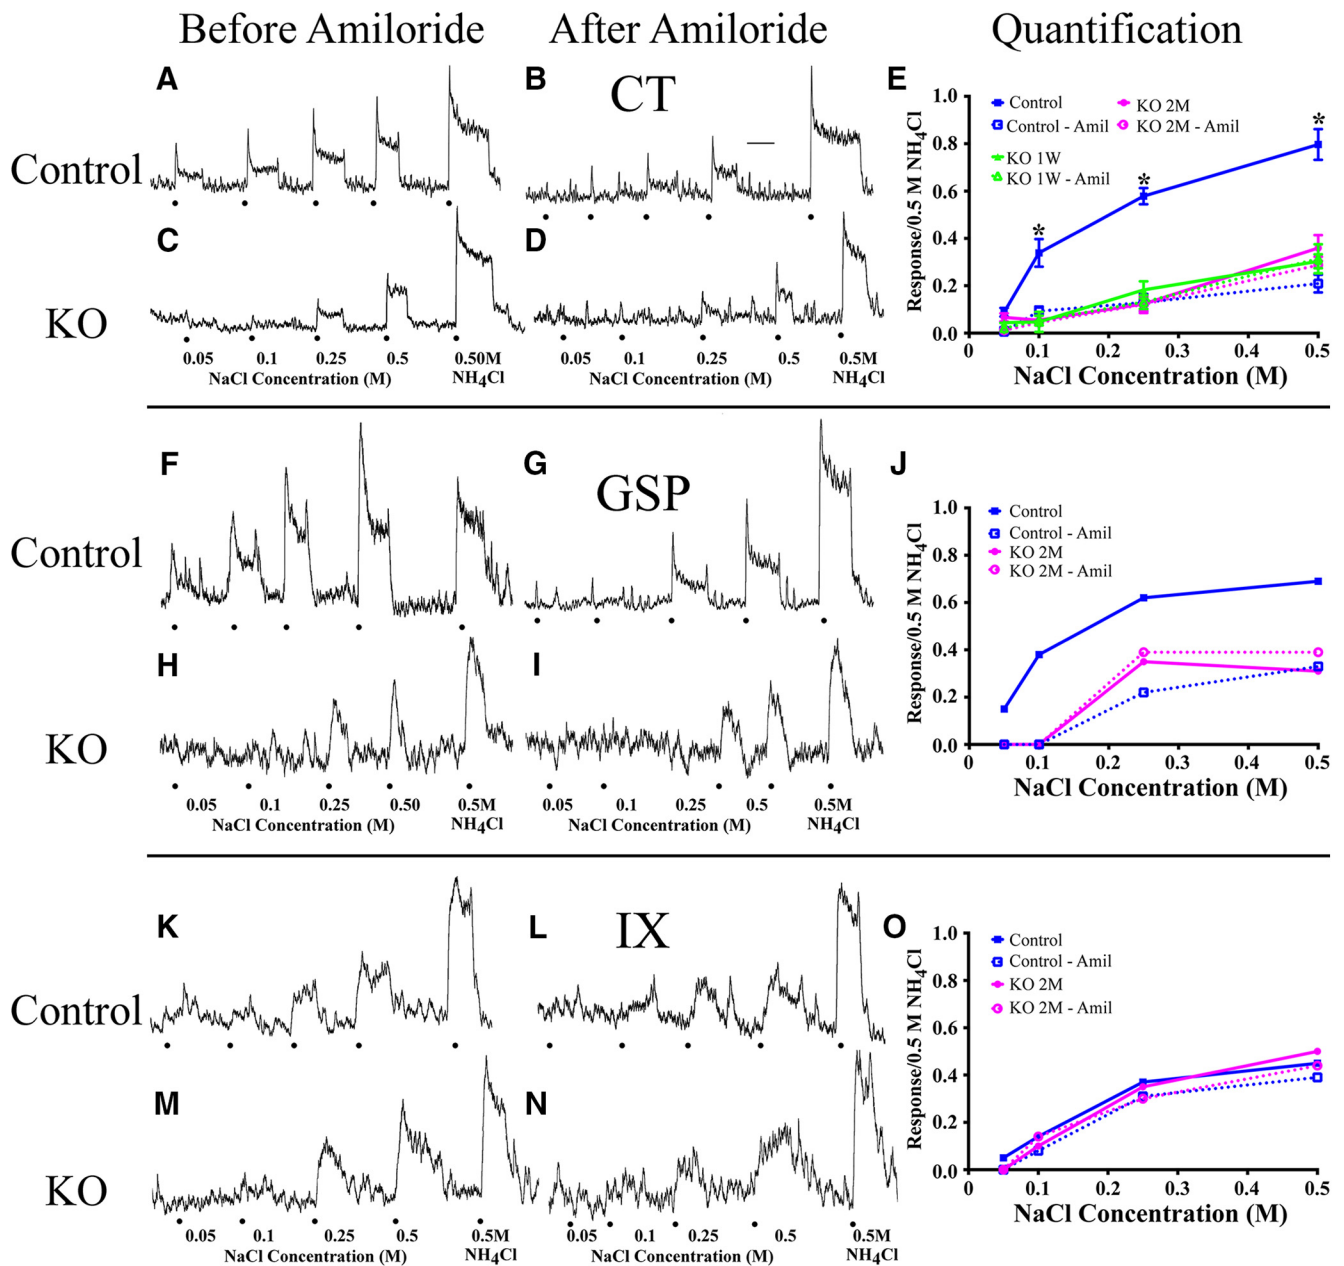 Before Amiloride After Amiloride Quantification
A B CT E
1.0
Control KO 2M
Control - Amil KO 2M - Amil
KO 1W
KO 1W - Amil
* * *
0.8
0.6
0.4
0.2
0.0
Response/0.5 M NH4Cl
0 0.1 0.2 0.3 0.4 0.5
NaCl Concentration (M)
Control
C D
KO
0.05 0.1 0.25 0.5 0.50M
NaCl Concentration (M) NH4Cl
0.05 0.1 0.25 0.5 0.5M
NaCl Concentration (M) NH4Cl
F G GSP J
1.0
Control
Control - Amil
KO 2M
KO 2M - Amil
0.8
0.6
0.4
0.2
0.0
Response/0.5 M NH4Cl
0 0.1 0.2 0.3 0.4 0.5
NaCl Concentration (M)
Control
H I
KO
0.05 0.1 0.25 0.50 0.5M
NaCl Concentration (M) NH4Cl
0.05 0.1 0.25 0.5 0.5M
NaCl Concentration (M) NH4Cl
K L IX O
1.0
Control
Control - Amil
KO 2M
KO 2M - Amil
0.8
0.6
0.4
0.2
0.0
Response/0.5 M NH4Cl
0 0.1 0.2 0.3 0.4 0.5
NaCl Concentration (M)
Control
M N
KO
0.05 0.1 0.25 0.5 0.5M
NaCl Concentration (M) NH4Cl
0.05 0.1 0.25 0.5 0.5M
NaCl Concentration (M) NH4Cl